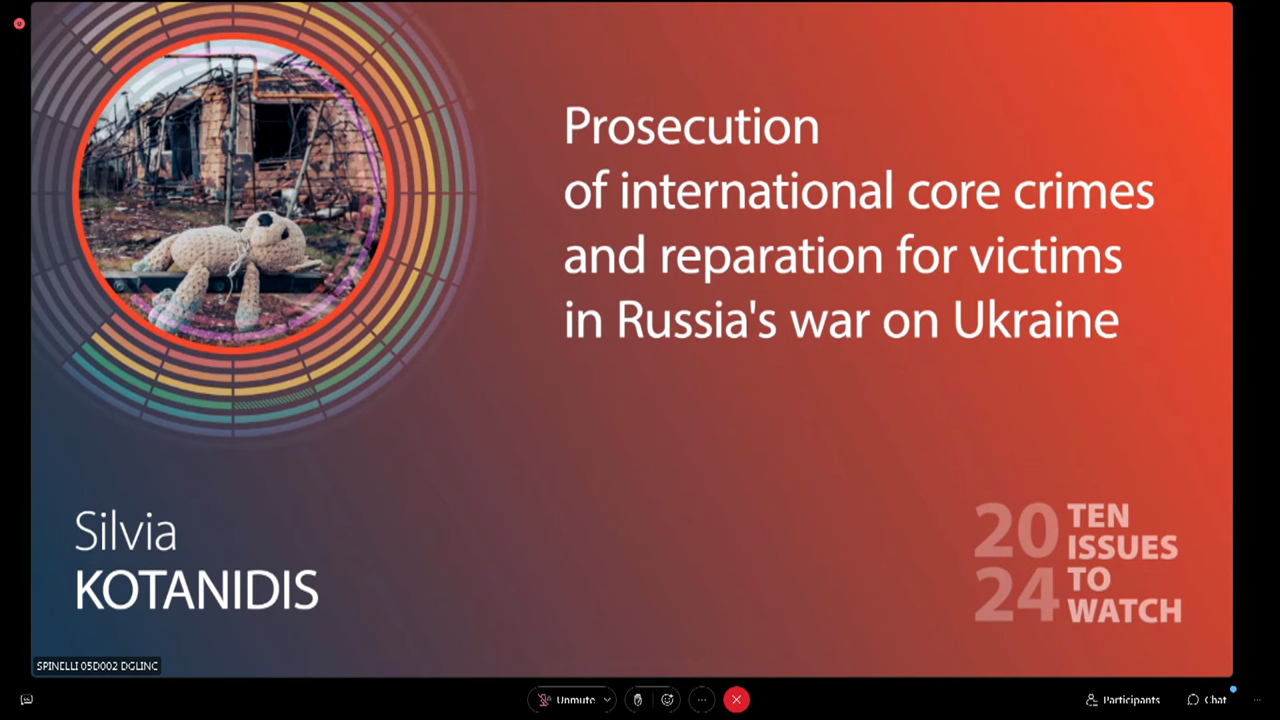 Prosecution
of international core crimes
and reparation for victims
in Russia's war on Ukraine
Silvia
KOTANIDIS
20
24
TEN
ISSUES
TO
WATCH
SPINELLI 05D002 DGLINC
Unmute
Participants
Chat